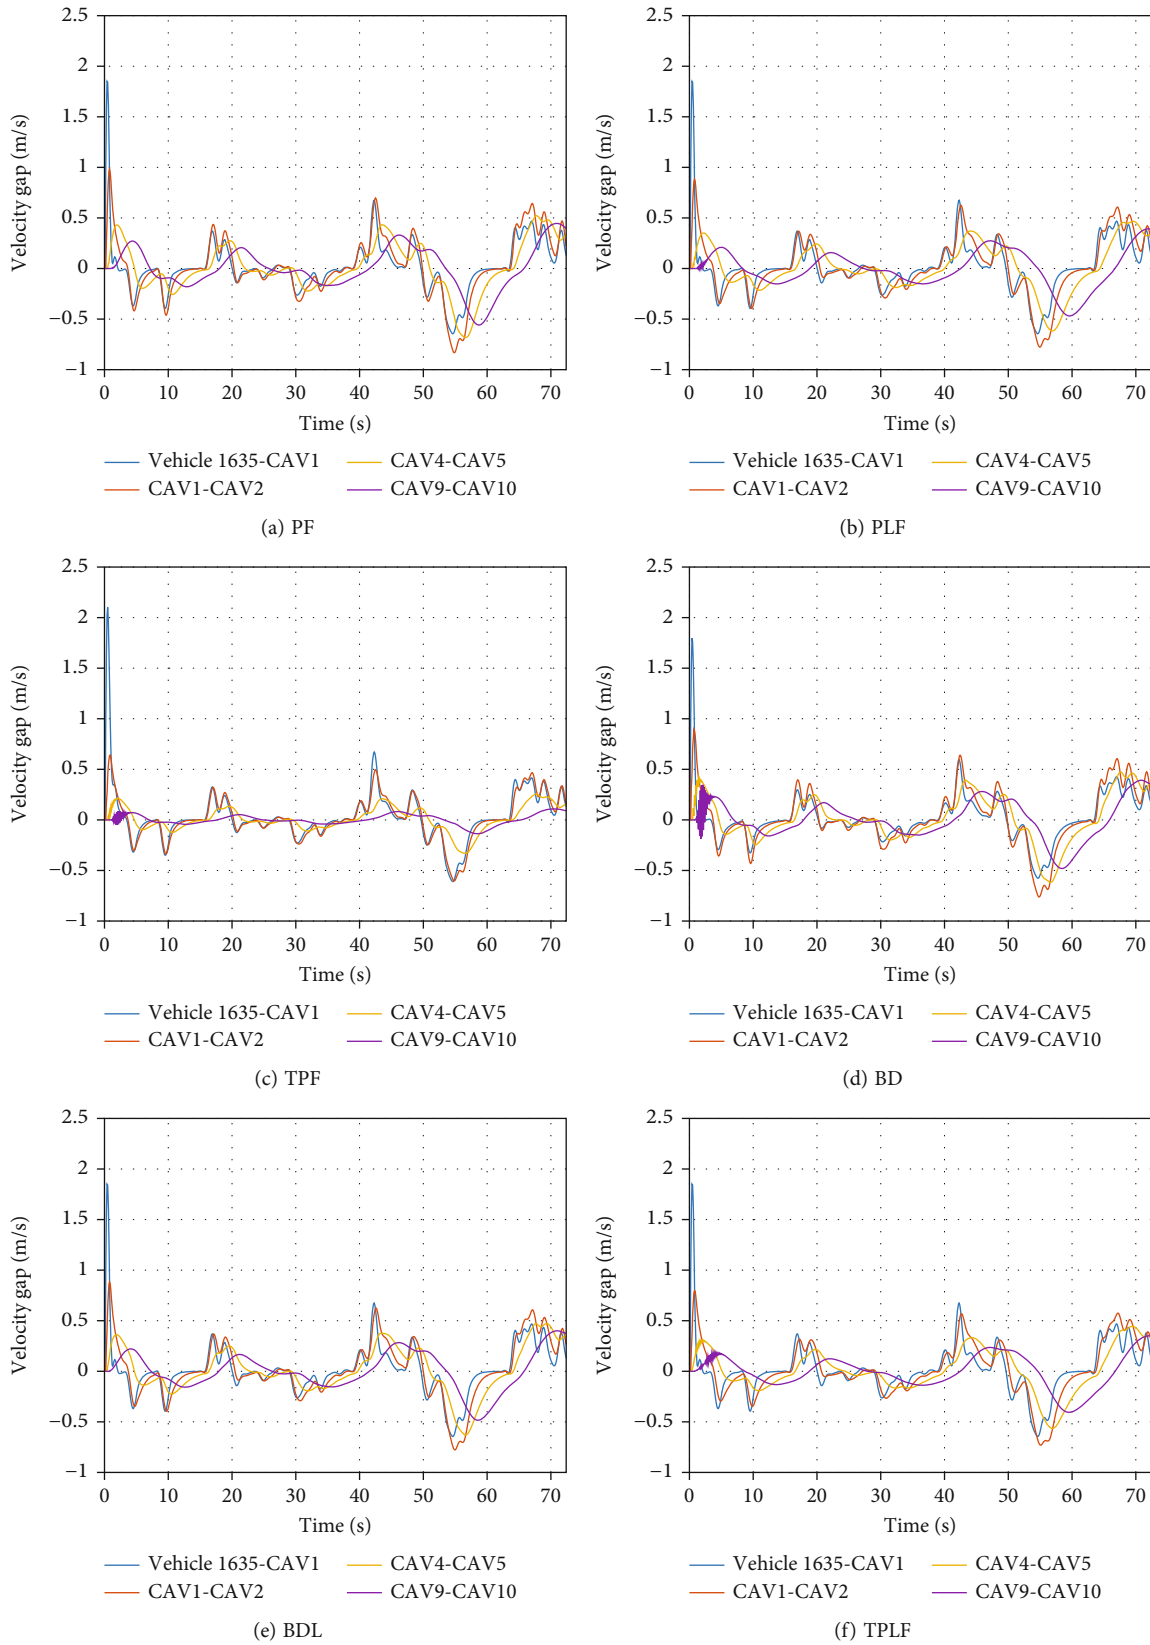 2.5
2
1.5
1
0.5
0
−0.5
−1
Velocity gap (m/s)
0 10 20 30 40 50 60 70
Time (s)
Vehicle 1635-CAV1 CAV4-CAV5
CAV1-CAV2 CAV9-CAV10
(a) PF
2.5
2
1.5
1
0.5
0
−0.5
−1
Velocity gap (m/s)
0 10 20 30 40 50 60 70
Time (s)
Vehicle 1635-CAV1 CAV4-CAV5
CAV1-CAV2 CAV9-CAV10
(b) PLF
2.5
2
1.5
1
0.5
0
−0.5
−1
Velocity gap (m/s)
0 10 20 30 40 50 60 70
Time (s)
Vehicle 1635-CAV1 CAV4-CAV5
CAV1-CAV2 CAV9-CAV10
(c) TPF
2.5
2
1.5
1
0.5
0
−0.5
−1
Velocity gap (m/s)
0 10 20 30 40 50 60 70
Time (s)
Vehicle 1635-CAV1 CAV4-CAV5
CAV1-CAV2 CAV9-CAV10
(d) BD
2.5
2
1.5
1
0.5
0
−0.5
−1
Velocity gap (m/s)
0 10 20 30 40 50 60 70
Time (s)
Vehicle 1635-CAV1 CAV4-CAV5
CAV1-CAV2 CAV9-CAV10
(e) BDL
2.5
2
1.5
1
0.5
0
−0.5
−1
Velocity gap (m/s)
0 10 20 30 40 50 60 70
Time (s)
Vehicle 1635-CAV1 CAV4-CAV5
CAV1-CAV2 CAV9-CAV10
(f) TPLF